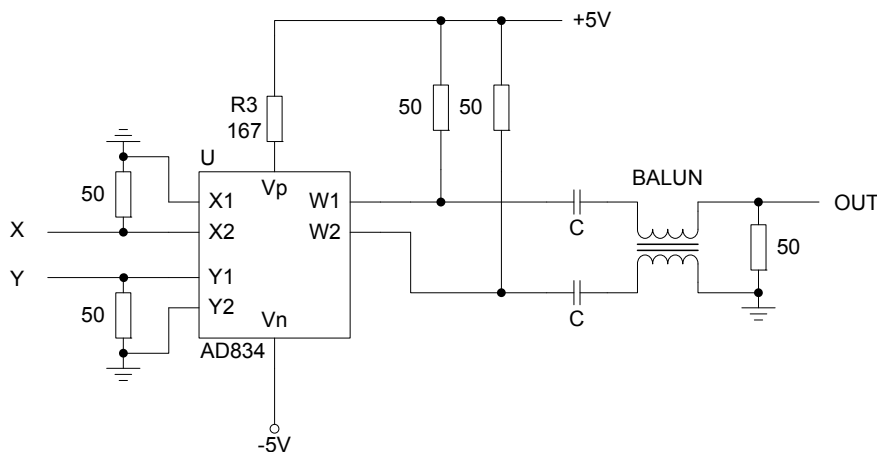 +5V
R3
167
50
50
U
50
Vp
X1
W1
BALUN
OUT
X
X2
W2
C
50
Y
Y1
50
Y2
Vn
C
AD834
-5V